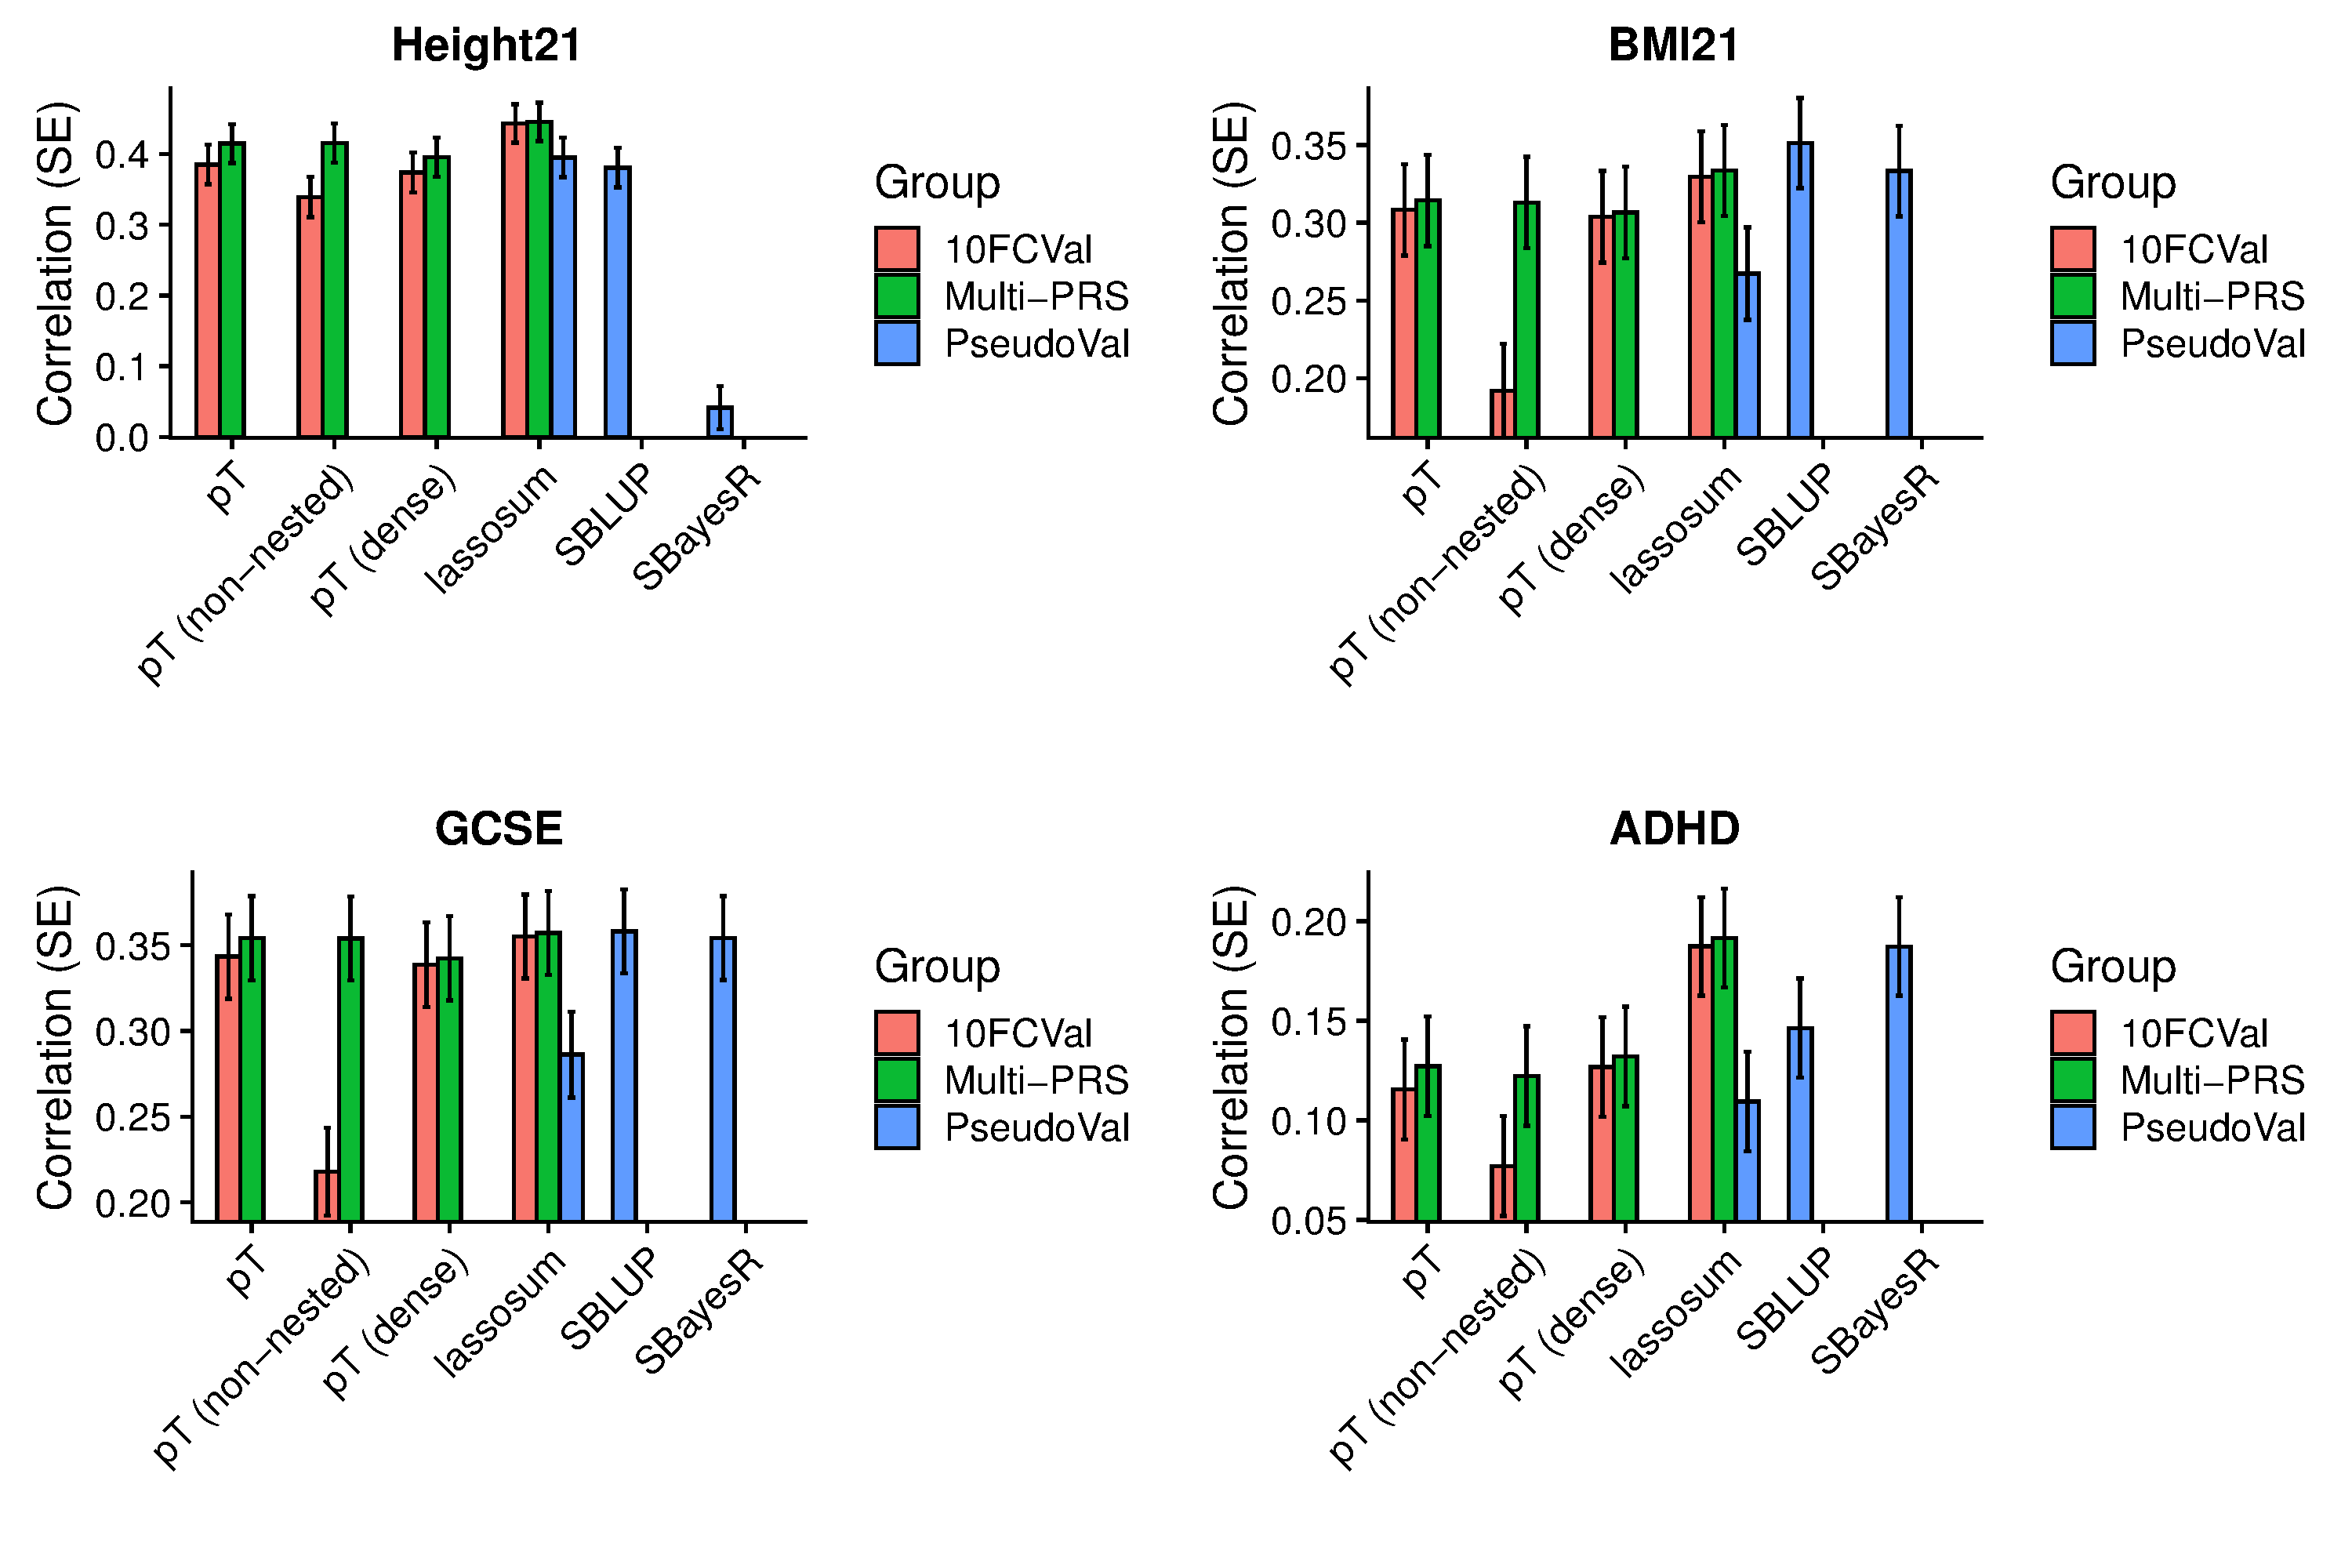 Height21
Correlation (SE)
0.4
0.3
0.2
0.1
0.0
pT
pT (non−nested)
pT (dense)
lassosum
SBLUP
SBayesR
Group
10FCVal
Multi−PRS
PseudoVal
BMI21
Correlation (SE)
0.35
0.30
0.25
0.20
pT
pT (non−nested)
pT (dense)
lassosum
SBLUP
SBayesR
Group
10FCVal
Multi−PRS
PseudoVal
GCSE
Correlation (SE)
0.35
0.30
0.25
0.20
pT
pT (non−nested)
pT (dense)
lassosum
SBLUP
SBayesR
Group
10FCVal
Multi−PRS
PseudoVal
ADHD
Correlation (SE)
0.20
0.15
0.10
0.05
pT
pT (non−nested)
pT (dense)
lassosum
SBLUP
SBayesR
Group
10FCVal
Multi−PRS
PseudoVal